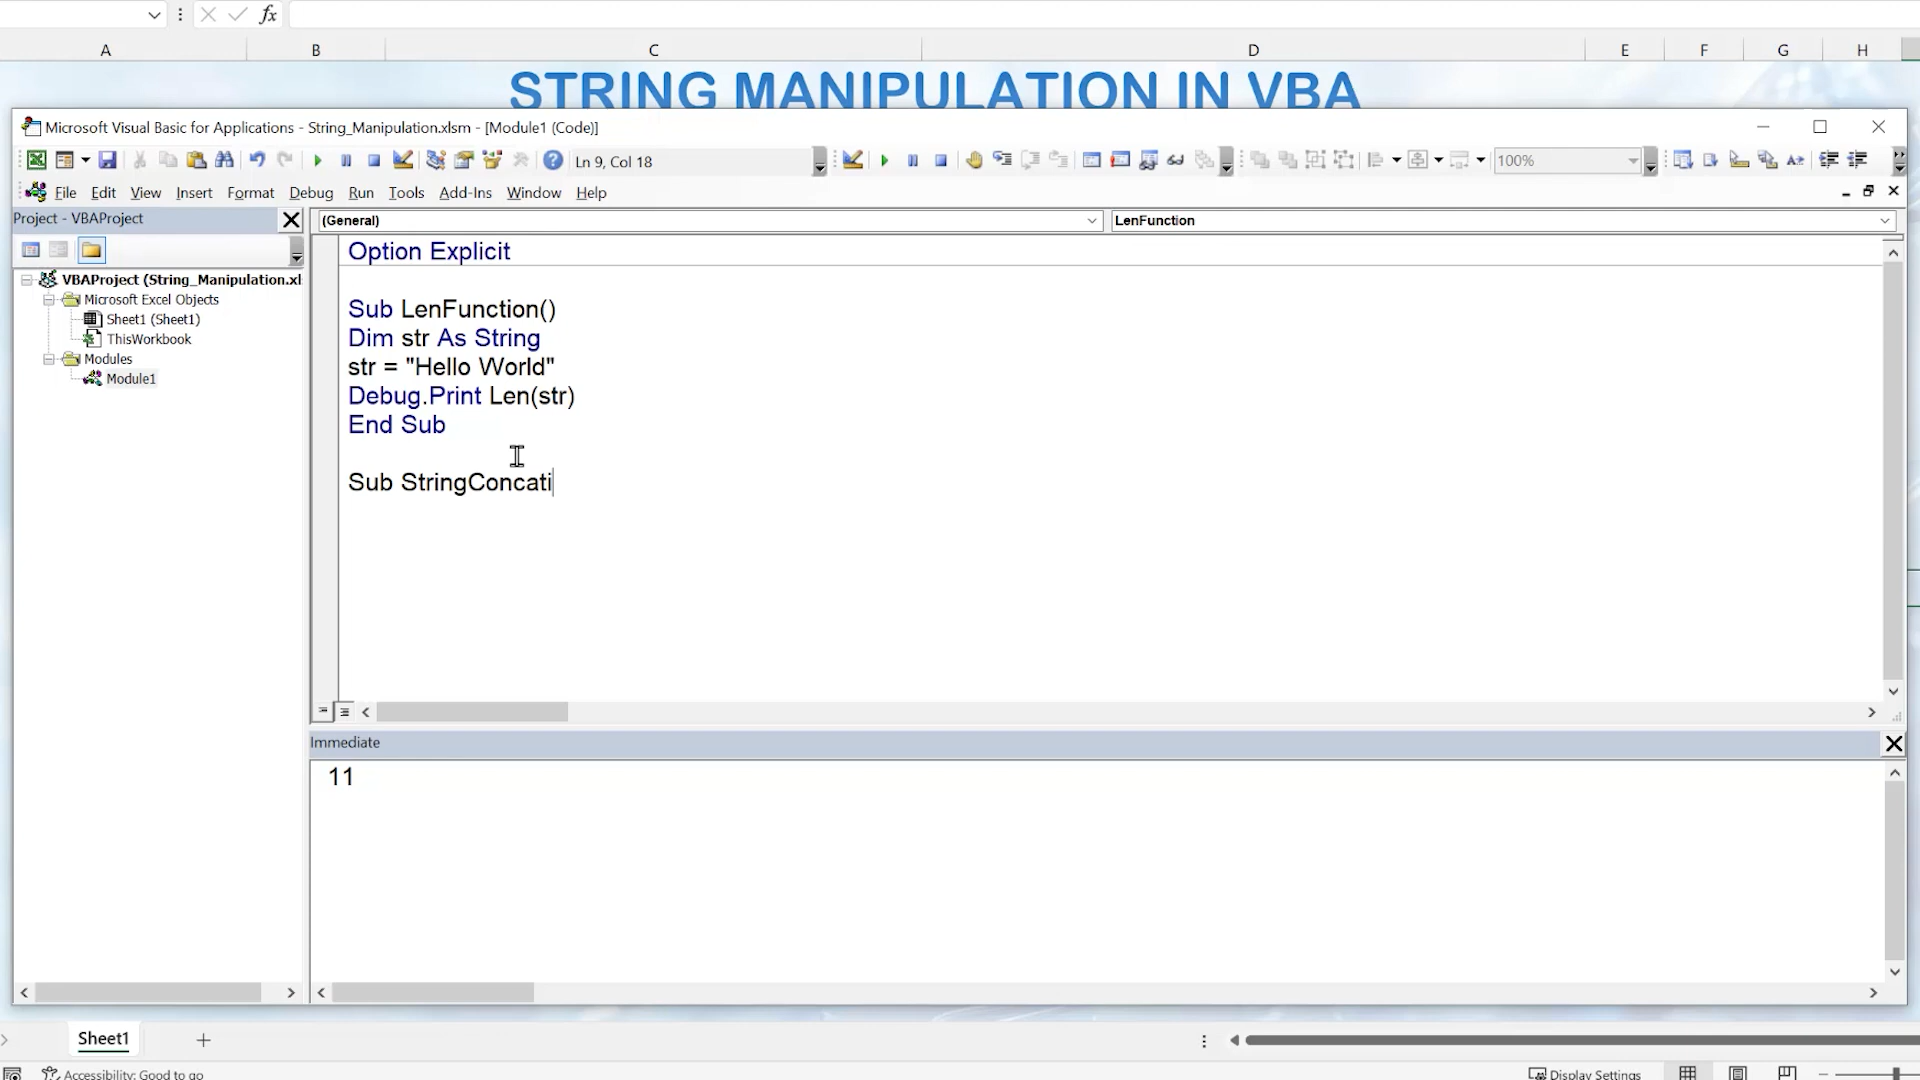 A B C D E F G H
STRING MANIPULATION IN VBA
Microsoft Visual Basic for Applications - String_Manipulation.xlsm - [Module1 (Code)]
Ln 9, Col 18
100%
File Edit View Insert Format Debug Run Tools Add-Ins Window Help
Project - VBAProject
(General)
LenFunction
VBAProject (String_Manipulation.xl
Microsoft Excel Objects
Sheet1 (Sheet1)
ThisWorkbook
Modules
Module1
Option Explicit
Sub LenFunction()
Dim str As String
str = "Hello World"
Debug.Print Len(str)
End Sub
Sub StringConcati
Immediate
11
Sheet1
Accessibility: Good to go
Display Settings